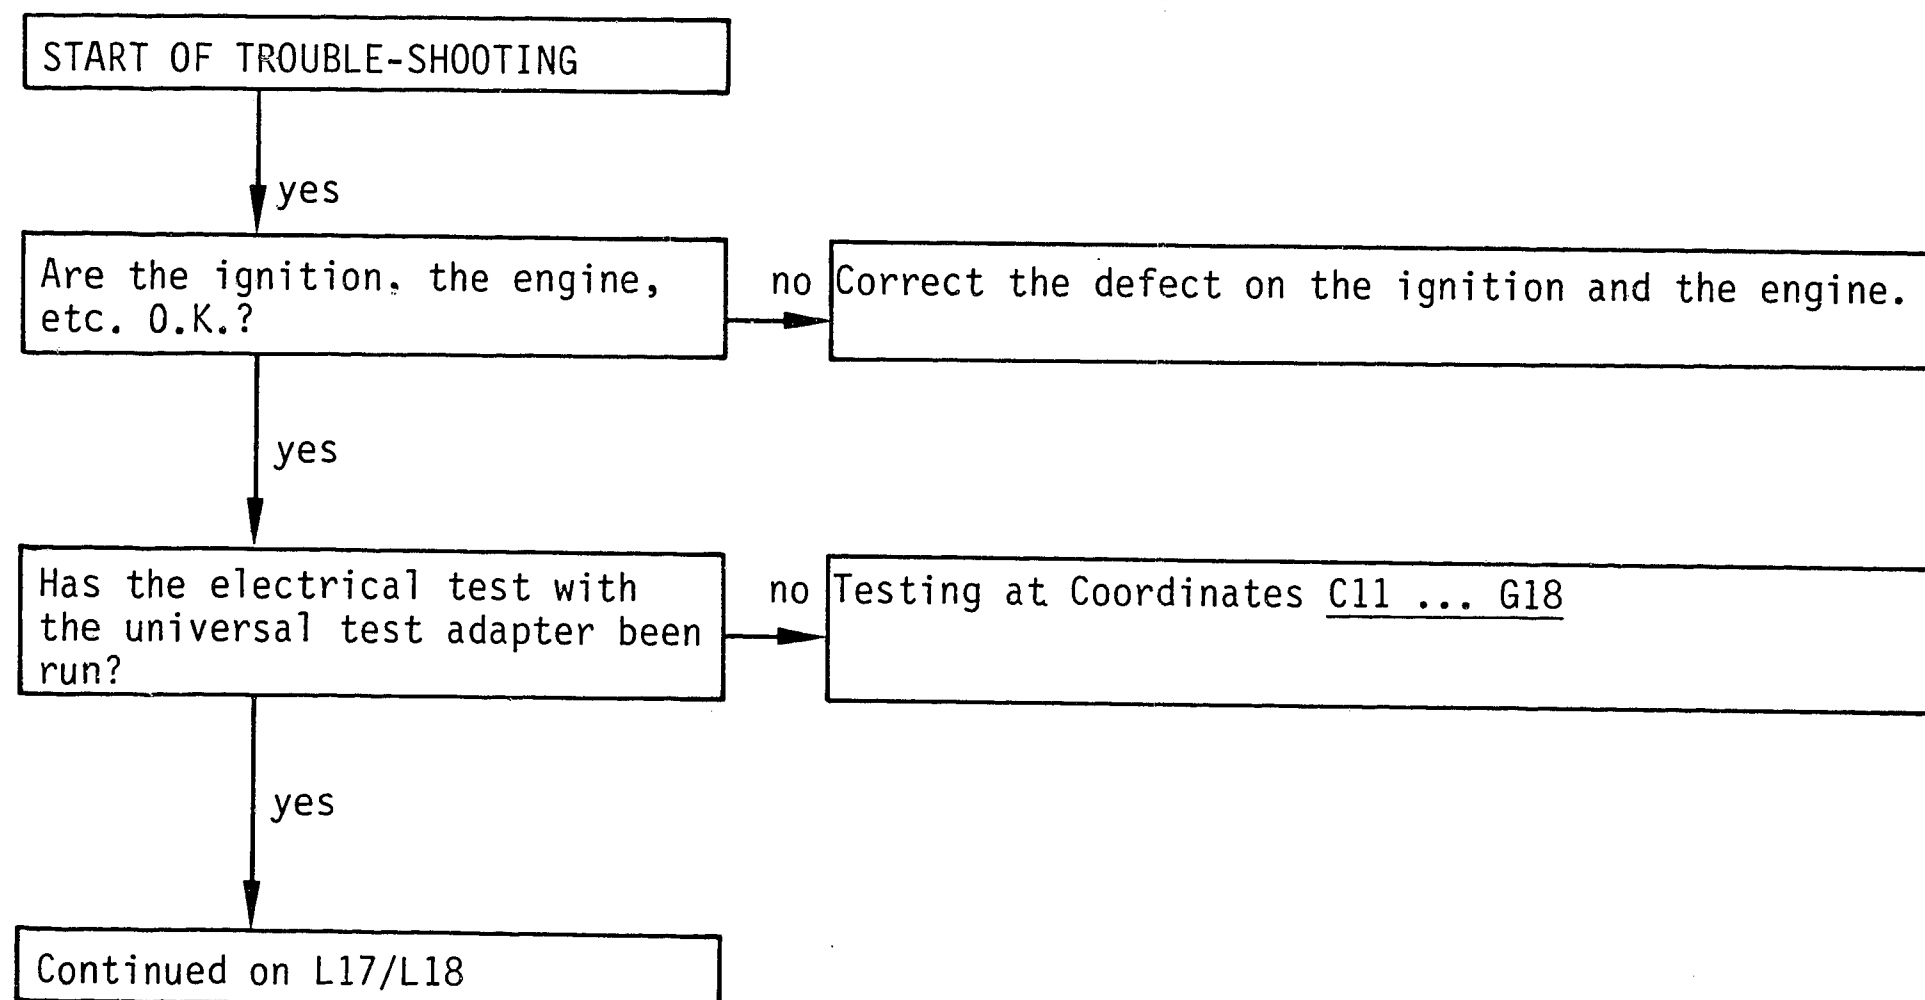 START OF TROUBLE-SHOOTING
yes
Are the ignition, the engine,
etc. O.K.?
no
Correct the defect on the ignition and the engine.
yes
Has the electrical test with
the universal test adapter been
run?
no
Testing at Coordinates C11 ... G18
yes
Continued on L17/L18